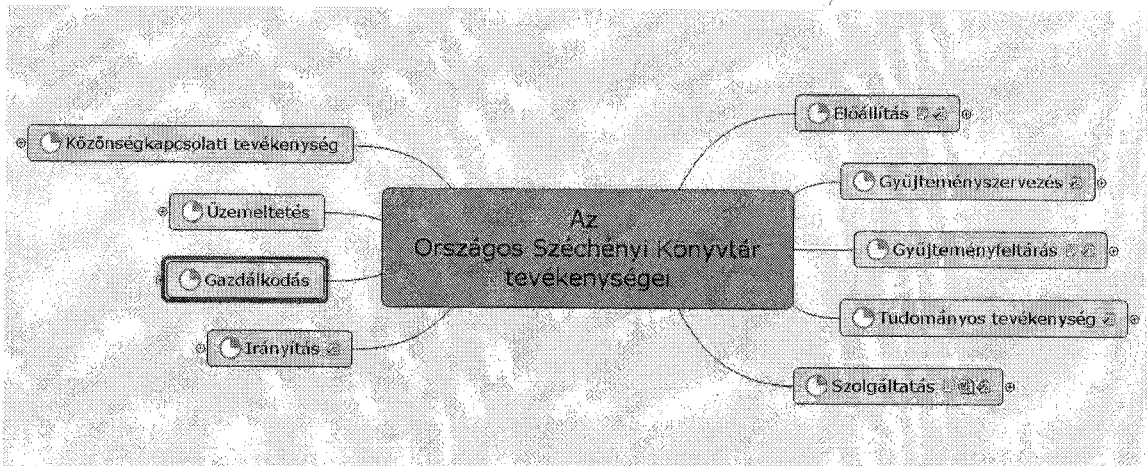 Az
Országos Széchényi Könyvtár
tevékenységei
Előállítás
Gyűjteményszervezés
Gyűjteményfeltárás
Tudományos tevékenység
Szolgáltatás
Közönségkapcsolati tevékenység
Üzemeltetés
Gazdálkodás
Irányítás